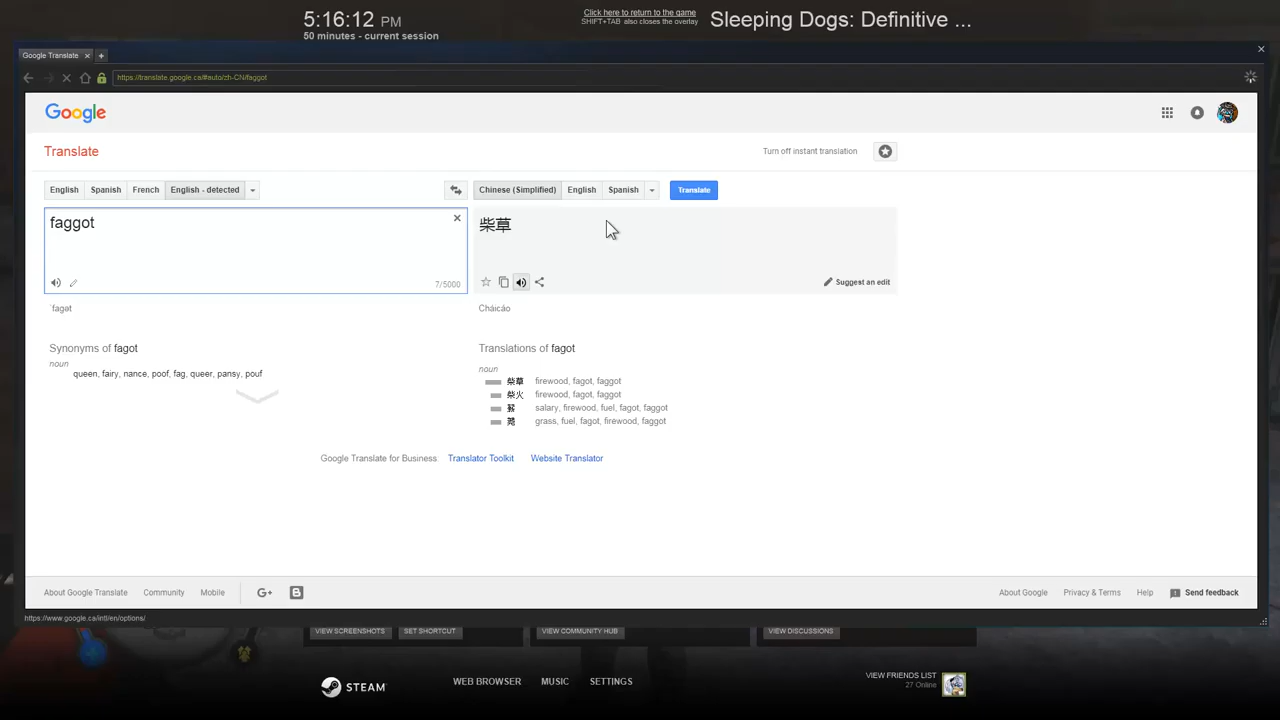 5:16:12 PM
50 minutes - current session
Click here to return to the game
SHIFT+TAB also closes the overlay
Sleeping Dogs: Definitive ...
Google Translate
https://translate.google.ca/#auto/zh-CN/faggot
Google
Translate
Turn off instant translation
English Spanish French English - detected
Chinese (Simplified) English Spanish Translate
faggot
柴草
7/5000
Suggest an edit
ˈfagət
Cháicǎo
Synonyms of fagot
noun
queen, fairy, nance, poof, fag, queer, pansy, pouf
Translations of fagot
noun
柴草 firewood, fagot, faggot
柴火 firewood, fagot, faggot
salary, firewood, fuel, fagot, faggot
grass, fuel, fagot, firewood, faggot
Google Translate for Business Translator Toolkit Website Translator
About Google Translate Community Mobile G+ B
About Google Privacy & Terms Help Send feedback
https://www.google.ca/intl/en/options/
VIEW SCREENSHOTS SET SHORTCUT VIEW COMMUNITY HUB VIEW DISCUSSIONS
STEAM WEB BROWSER MUSIC SETTINGS
VIEW FRIENDS LIST
27 Online